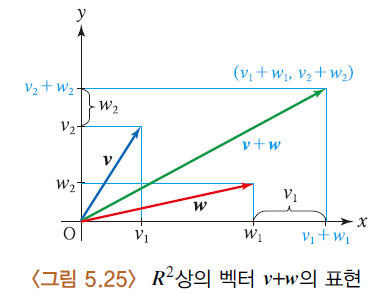 y
(v₁+w₁, v₂+w₂)
v₂+w₂
w₂
v₂
v+w
v
w₂
w
v₁
O
v₁
w₁
v₁+w₁
x
〈그림 5.25〉 R²상의 벡터 v+w의 표현